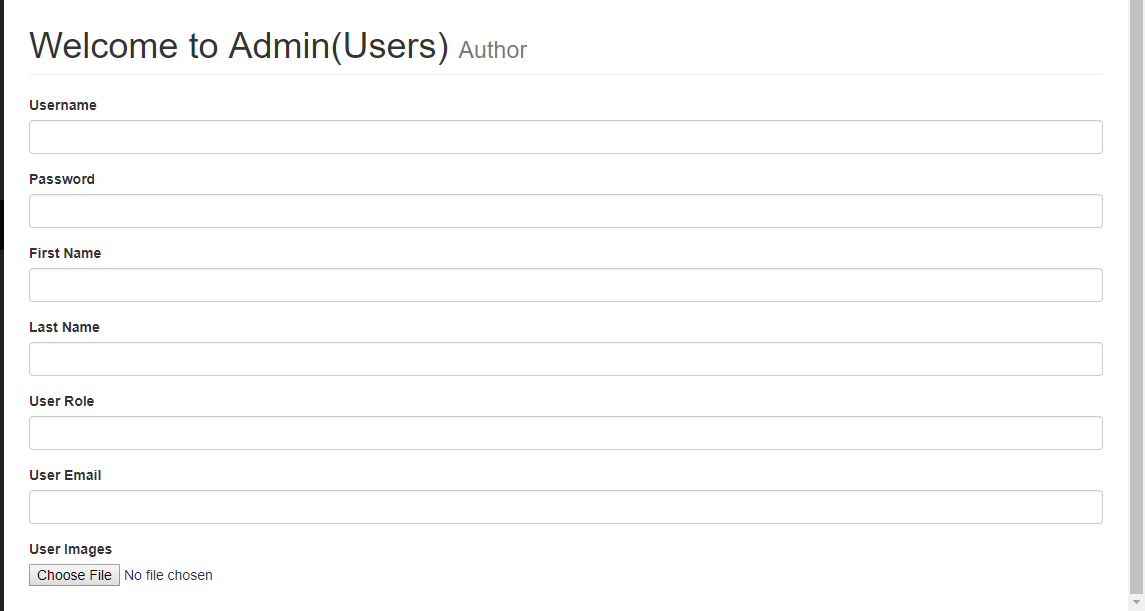 Welcome to Admin(Users) Author
Username
Password
First Name
Last Name
User Role
User Email
User Images
Choose File No file chosen